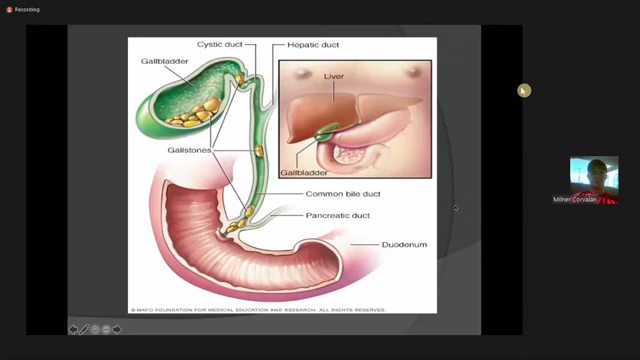 Recording
Cystic duct
Hepatic duct
Gallbladder
Liver
Gallstones
Gallbladder
Common bile duct
Pancreatic duct
Milner Corvalán
Duodenum
© MAYO FOUNDATION FOR MEDICAL EDUCATION AND RESEARCH. ALL RIGHTS RESERVED.